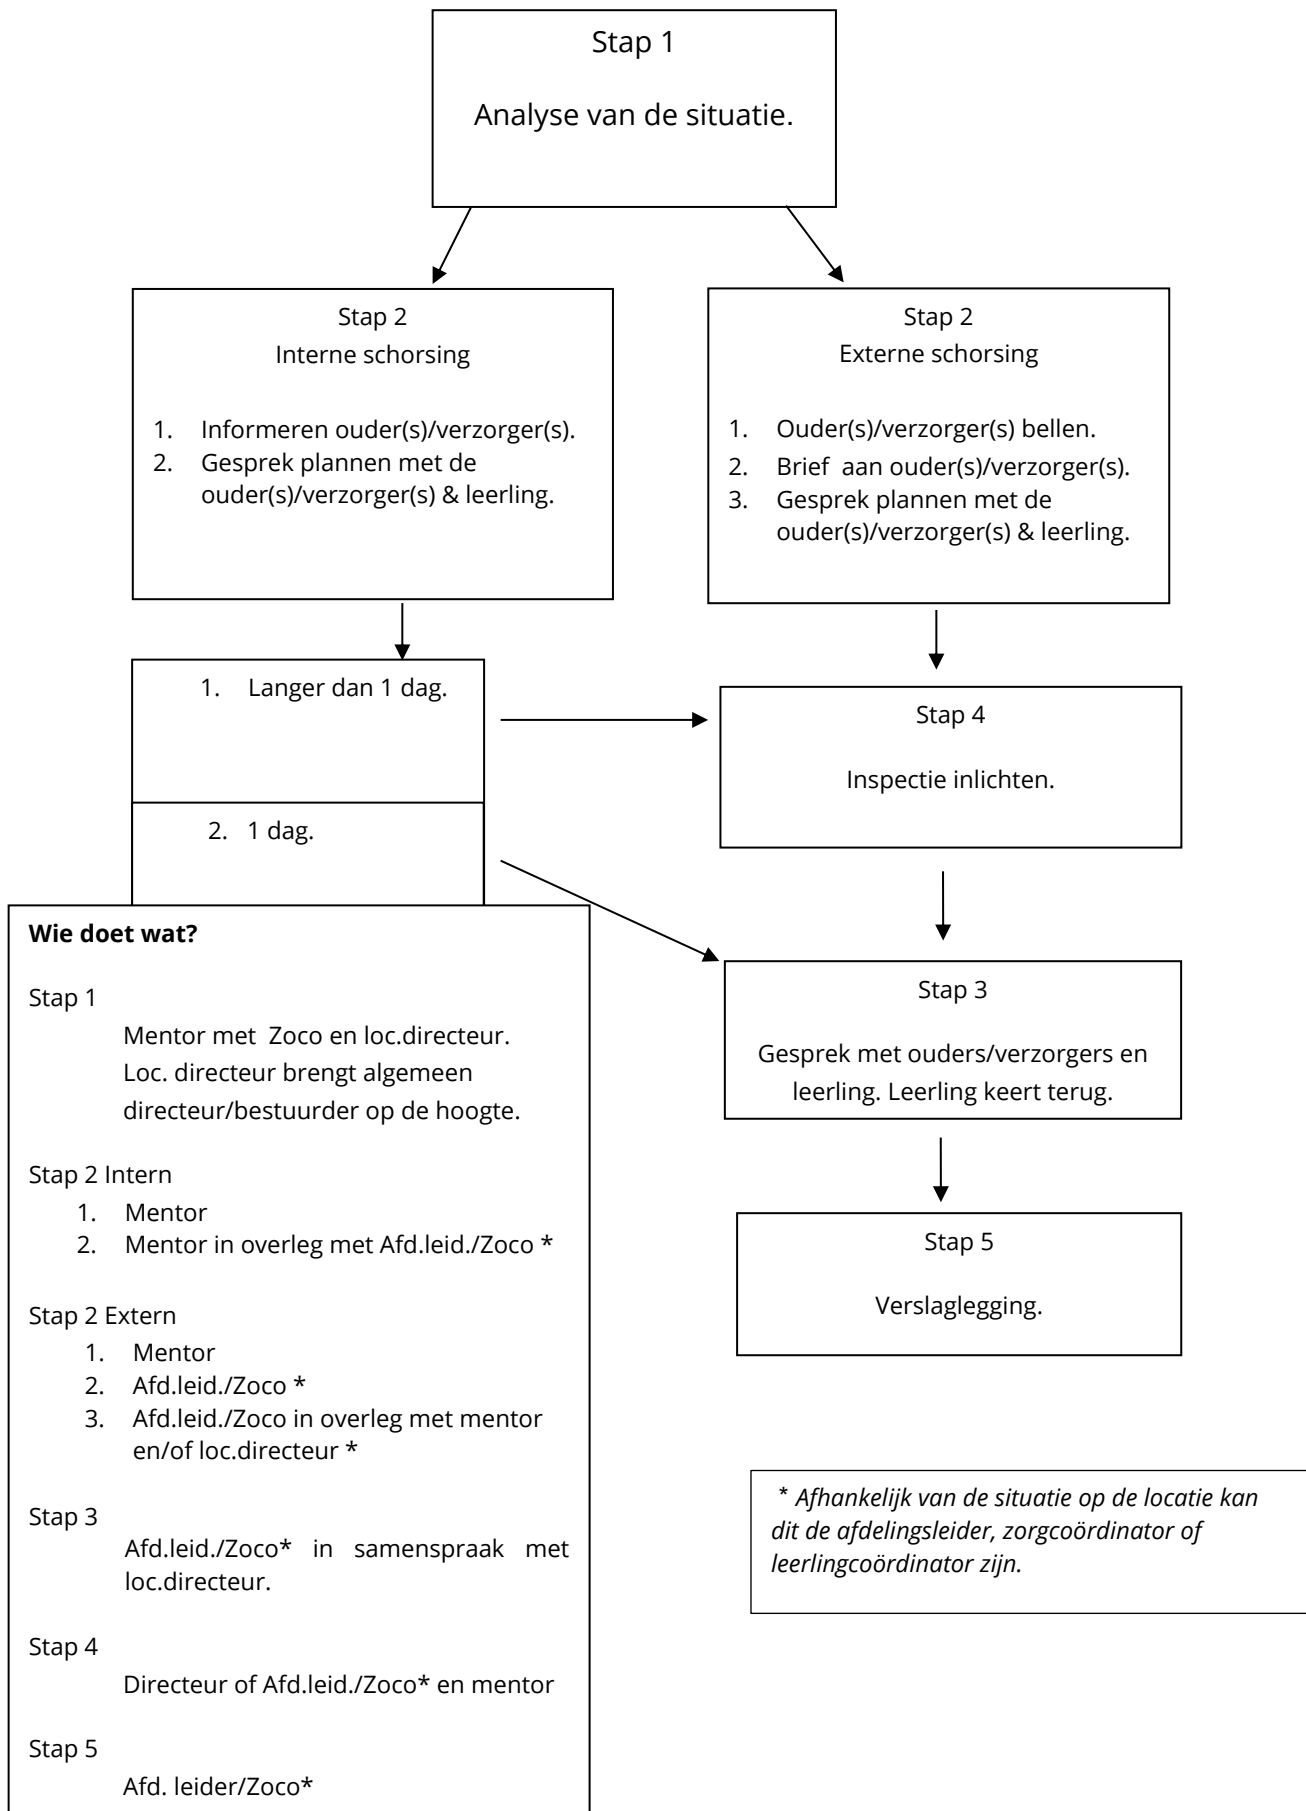 Stap 1
Analyse van de situatie.
Stap 2
Interne schorsing
1. Informeren ouder(s)/verzorger(s).
2. Gesprek plannen met de
ouder(s)/verzorger(s) & leerling.
Stap 2
Externe schorsing
1. Ouder(s)/verzorger(s) bellen.
2. Brief  aan ouder(s)/verzorger(s).
3. Gesprek plannen met de
ouder(s)/verzorger(s) & leerling.
1. Langer dan 1 dag.
2. 1 dag.
Stap 4
Inspectie inlichten.
Stap 3
Gesprek met ouders/verzorgers en
leerling. Leerling keert terug.
Stap 5
Verslaglegging.
Wie doet wat?
Stap 1
Mentor met  Zoco en loc.directeur.
Loc. directeur brengt algemeen
directeur/bestuurder op de hoogte.
Stap 2 Intern
1. Mentor
2. Mentor in overleg met Afd.leid./Zoco *
Stap 2 Extern
1. Mentor
2. Afd.leid./Zoco *
3. Afd.leid./Zoco in overleg met mentor
en/of loc.directeur *
Stap 3
Afd.leid./Zoco* in samenspraak met
loc.directeur.
Stap 4
Directeur of Afd.leid./Zoco* en mentor
Stap 5
Afd. leider/Zoco*
* Afhankelijk van de situatie op de locatie kan
dit de afdelingsleider, zorgcoördinator of
leerlingcoördinator zijn.